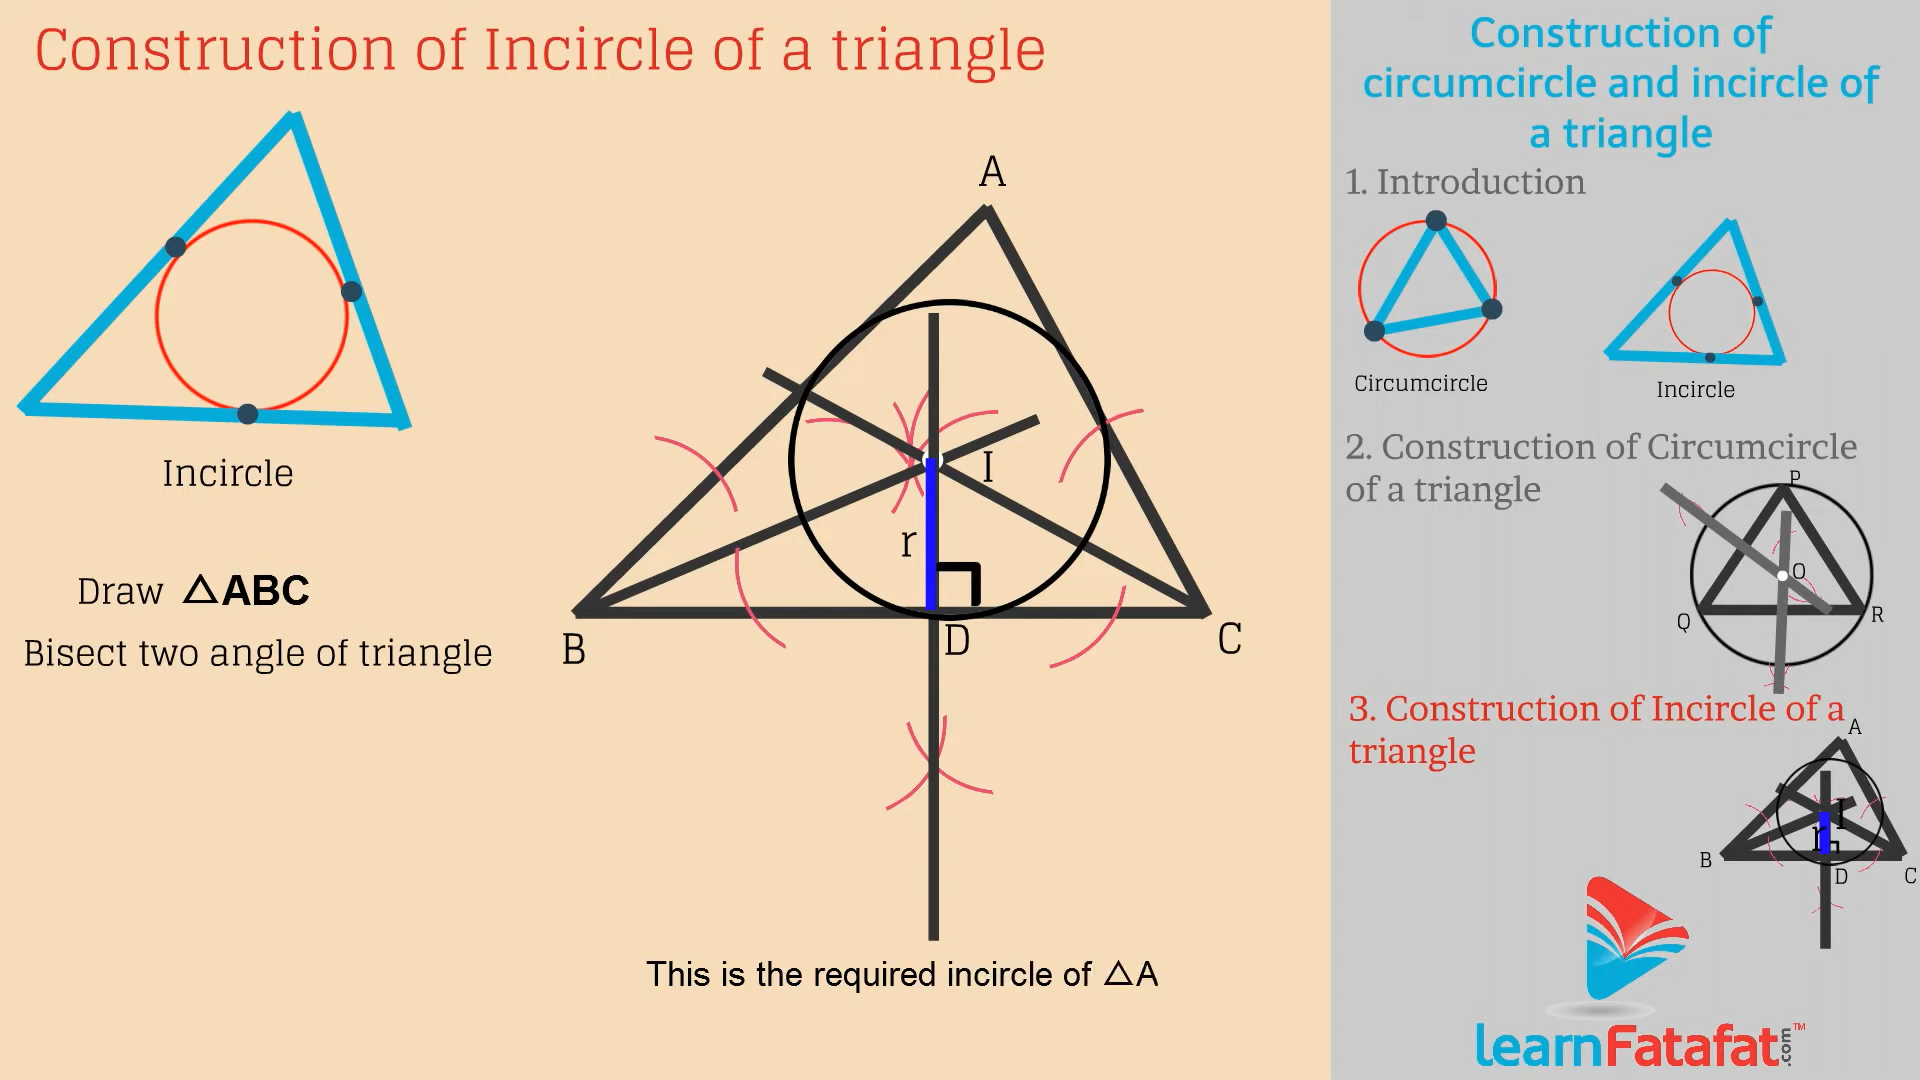 Construction of Incircle of a triangle
Incircle
Draw △ABC
Bisect two angle of triangle
A
I
r
B
D
C
This is the required incircle of △A
Construction of
circumcircle and incircle of
a triangle
1. Introduction
Circumcircle
Incircle
2. Construction of Circumcircle
of a triangle
P
O
Q
R
3. Construction of Incircle of a
triangle
A
I
r
B
D
C
learnFatafat.com™